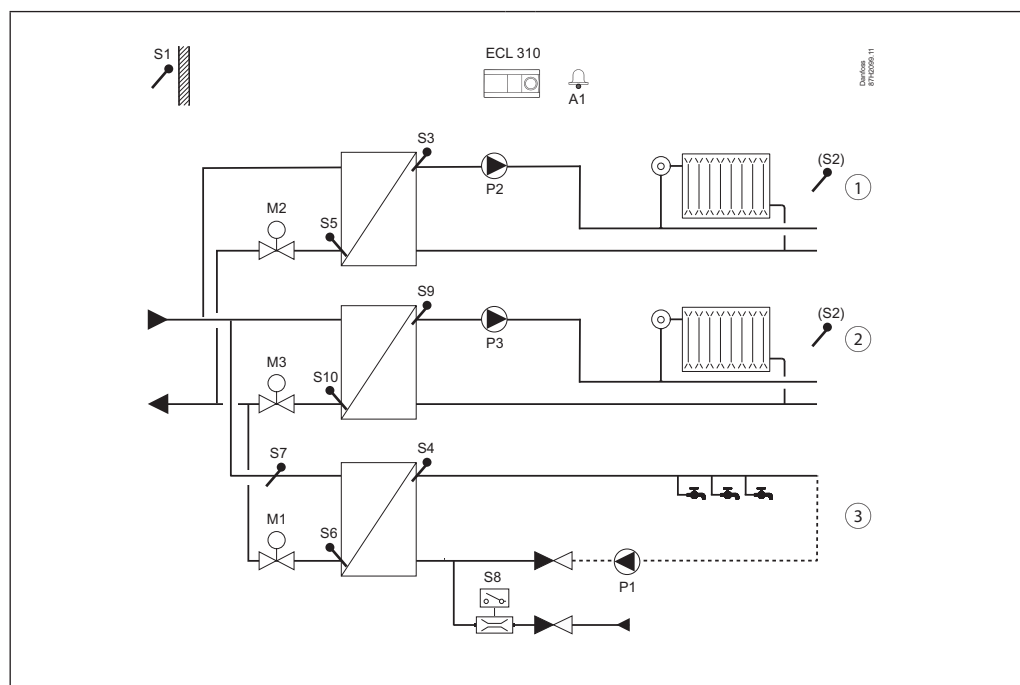 S1
ECL 310
A1
Danfoss
87H2099.11
S3
P2
(S2)
1
M2
S5
S9
P3
(S2)
2
M3
S10
S7
S4
3
M1
S6
S8
P1